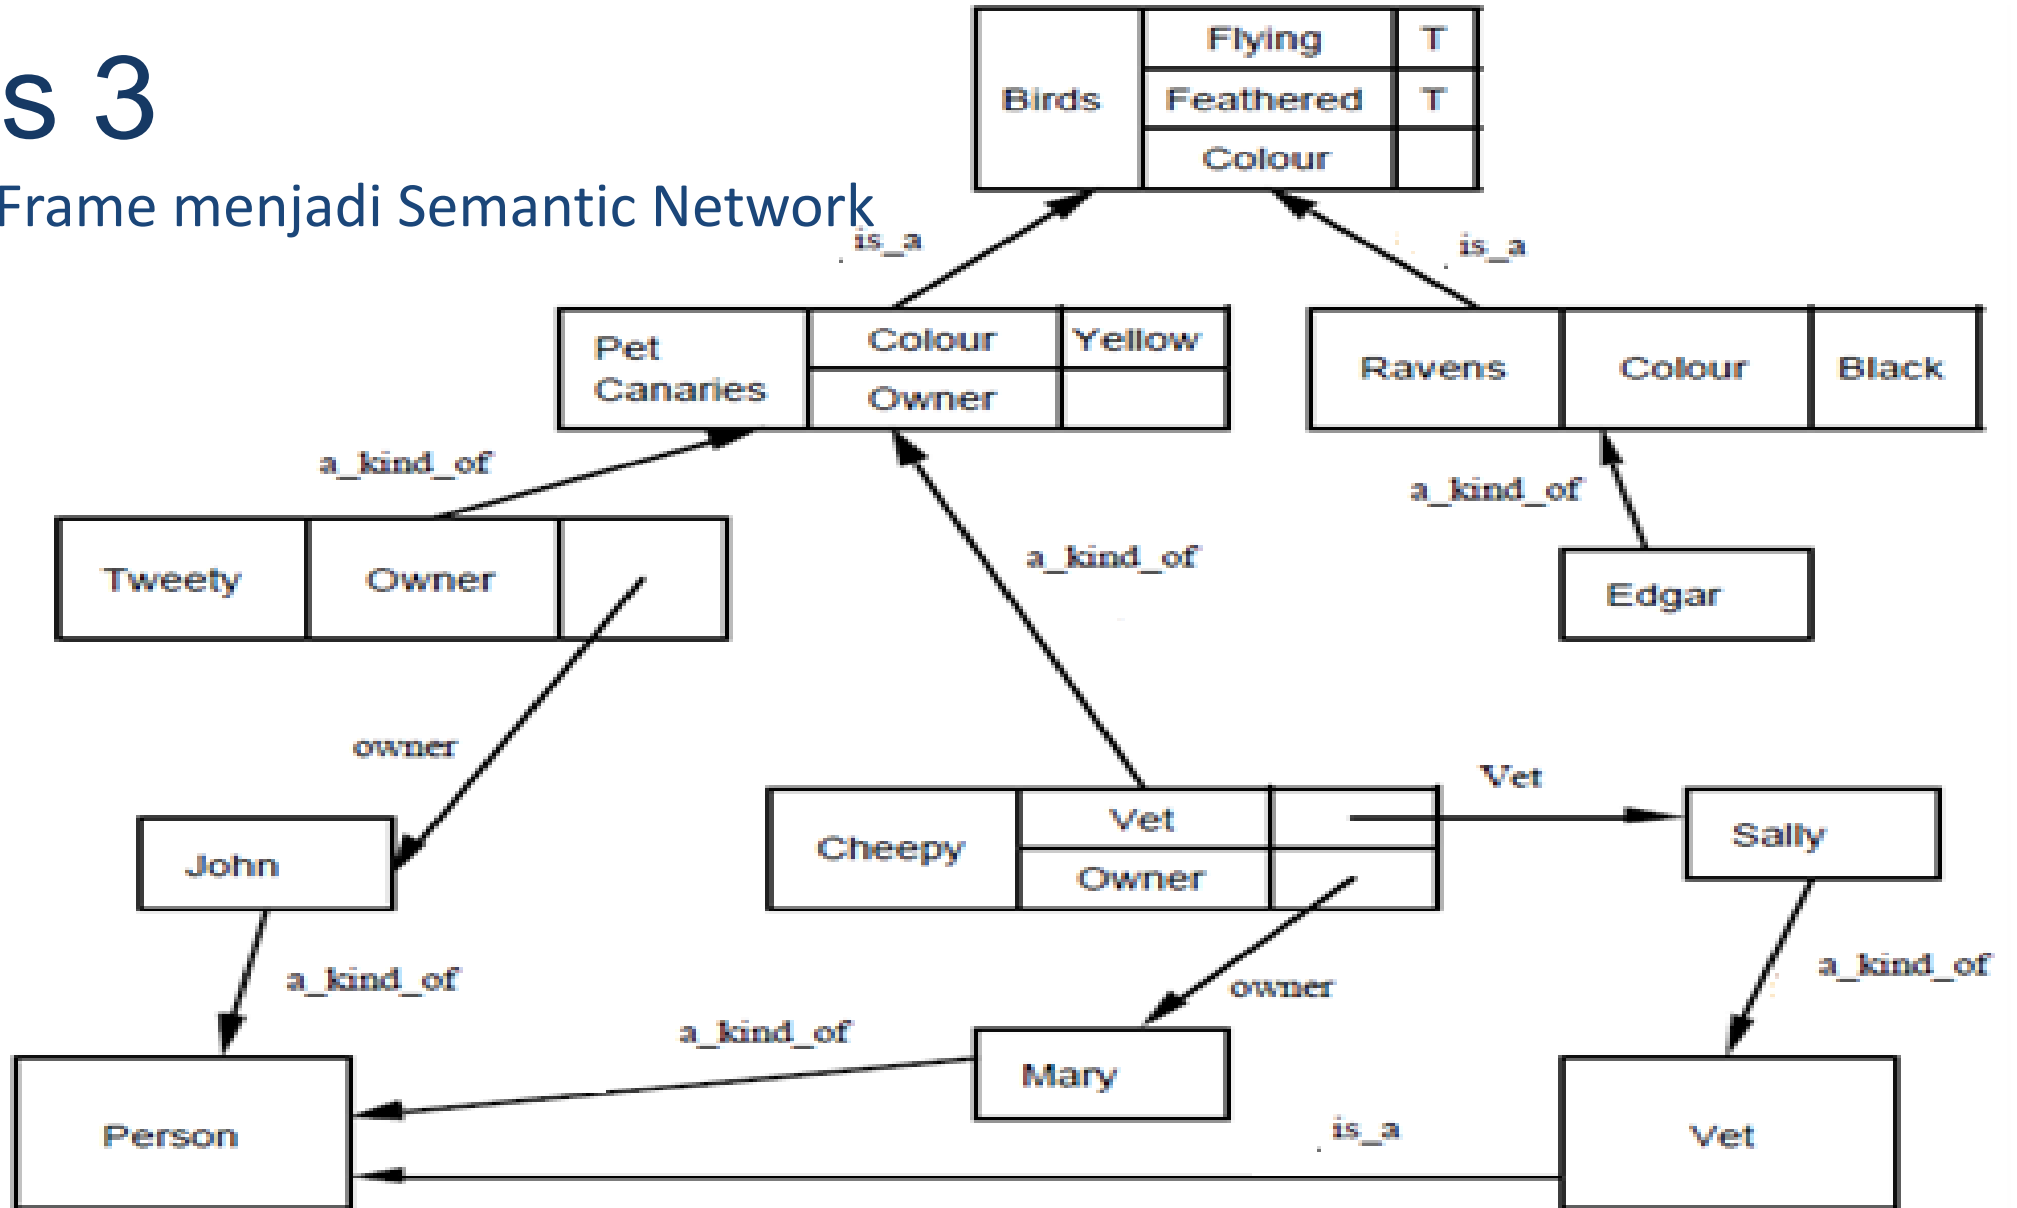 s 3
Frame menjadi Semantic Network
Birds
Flying T
Feathered T
Colour
is_a
is_a
Pet
Canaries
Colour Yellow
Owner
Ravens Colour Black
a_kind_of
a_kind_of
a_kind_of
Tweety Owner
Edgar
owner
Vet
John
Cheepy
Vet
Owner
Sally
a_kind_of
owner
a_kind_of
a_kind_of
Mary
Person
is_a
Vet